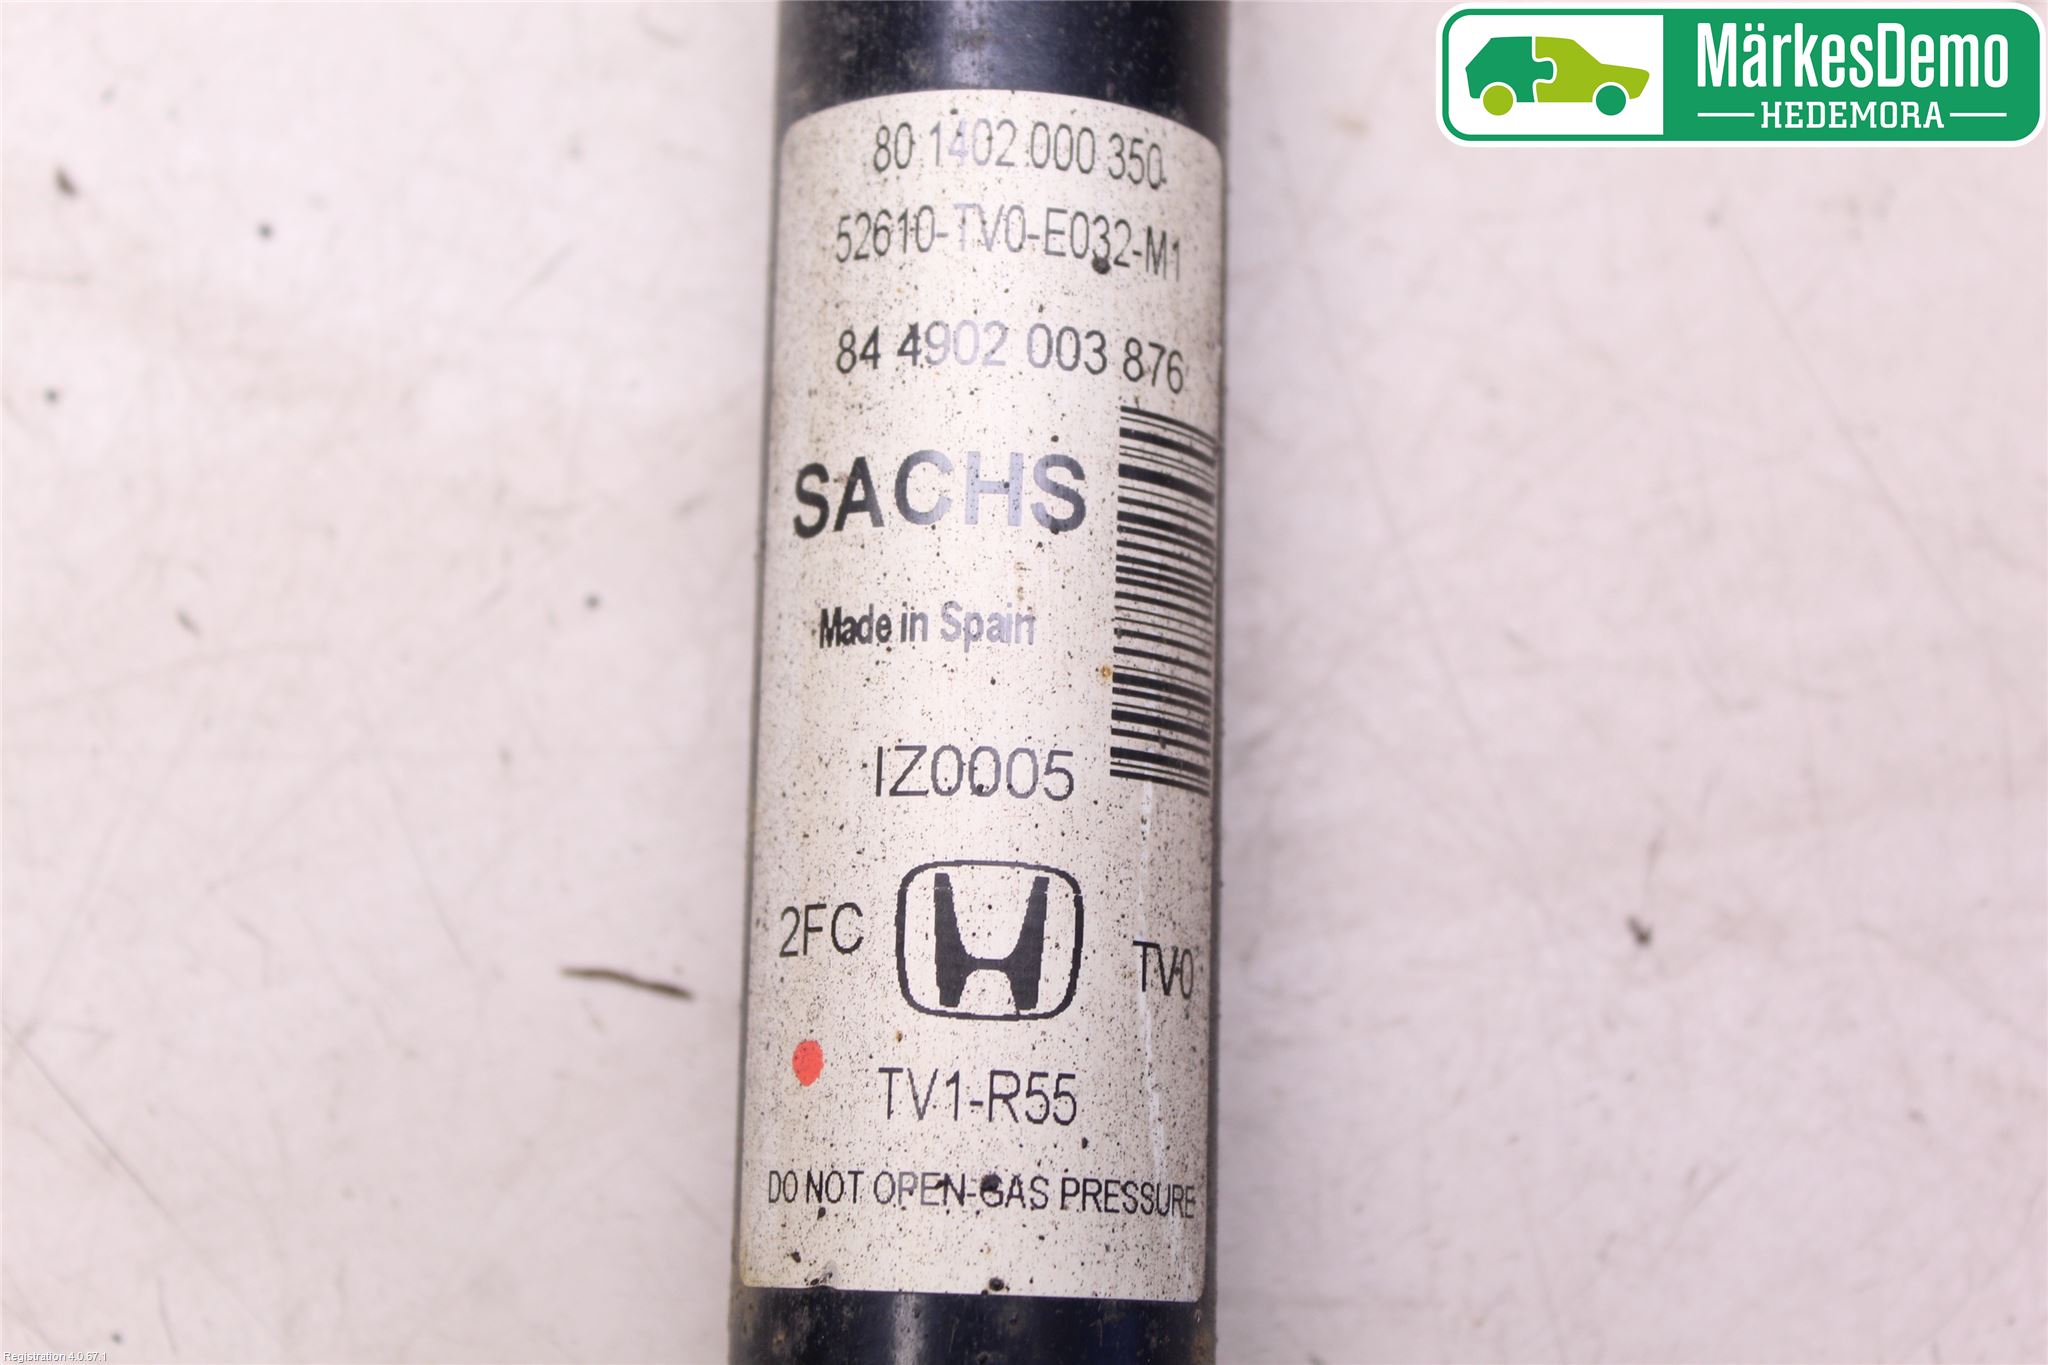 MärkesDemo
HEDEMORA
80 1402 000 350
52610-TV0-E032-M1
84 4902 003 876
SACHS
Made in Spain
IZ0005
2FC
TV0
TV1-R55
DO NOT OPEN-GAS PRESSURE
Registration 4.0.67.1